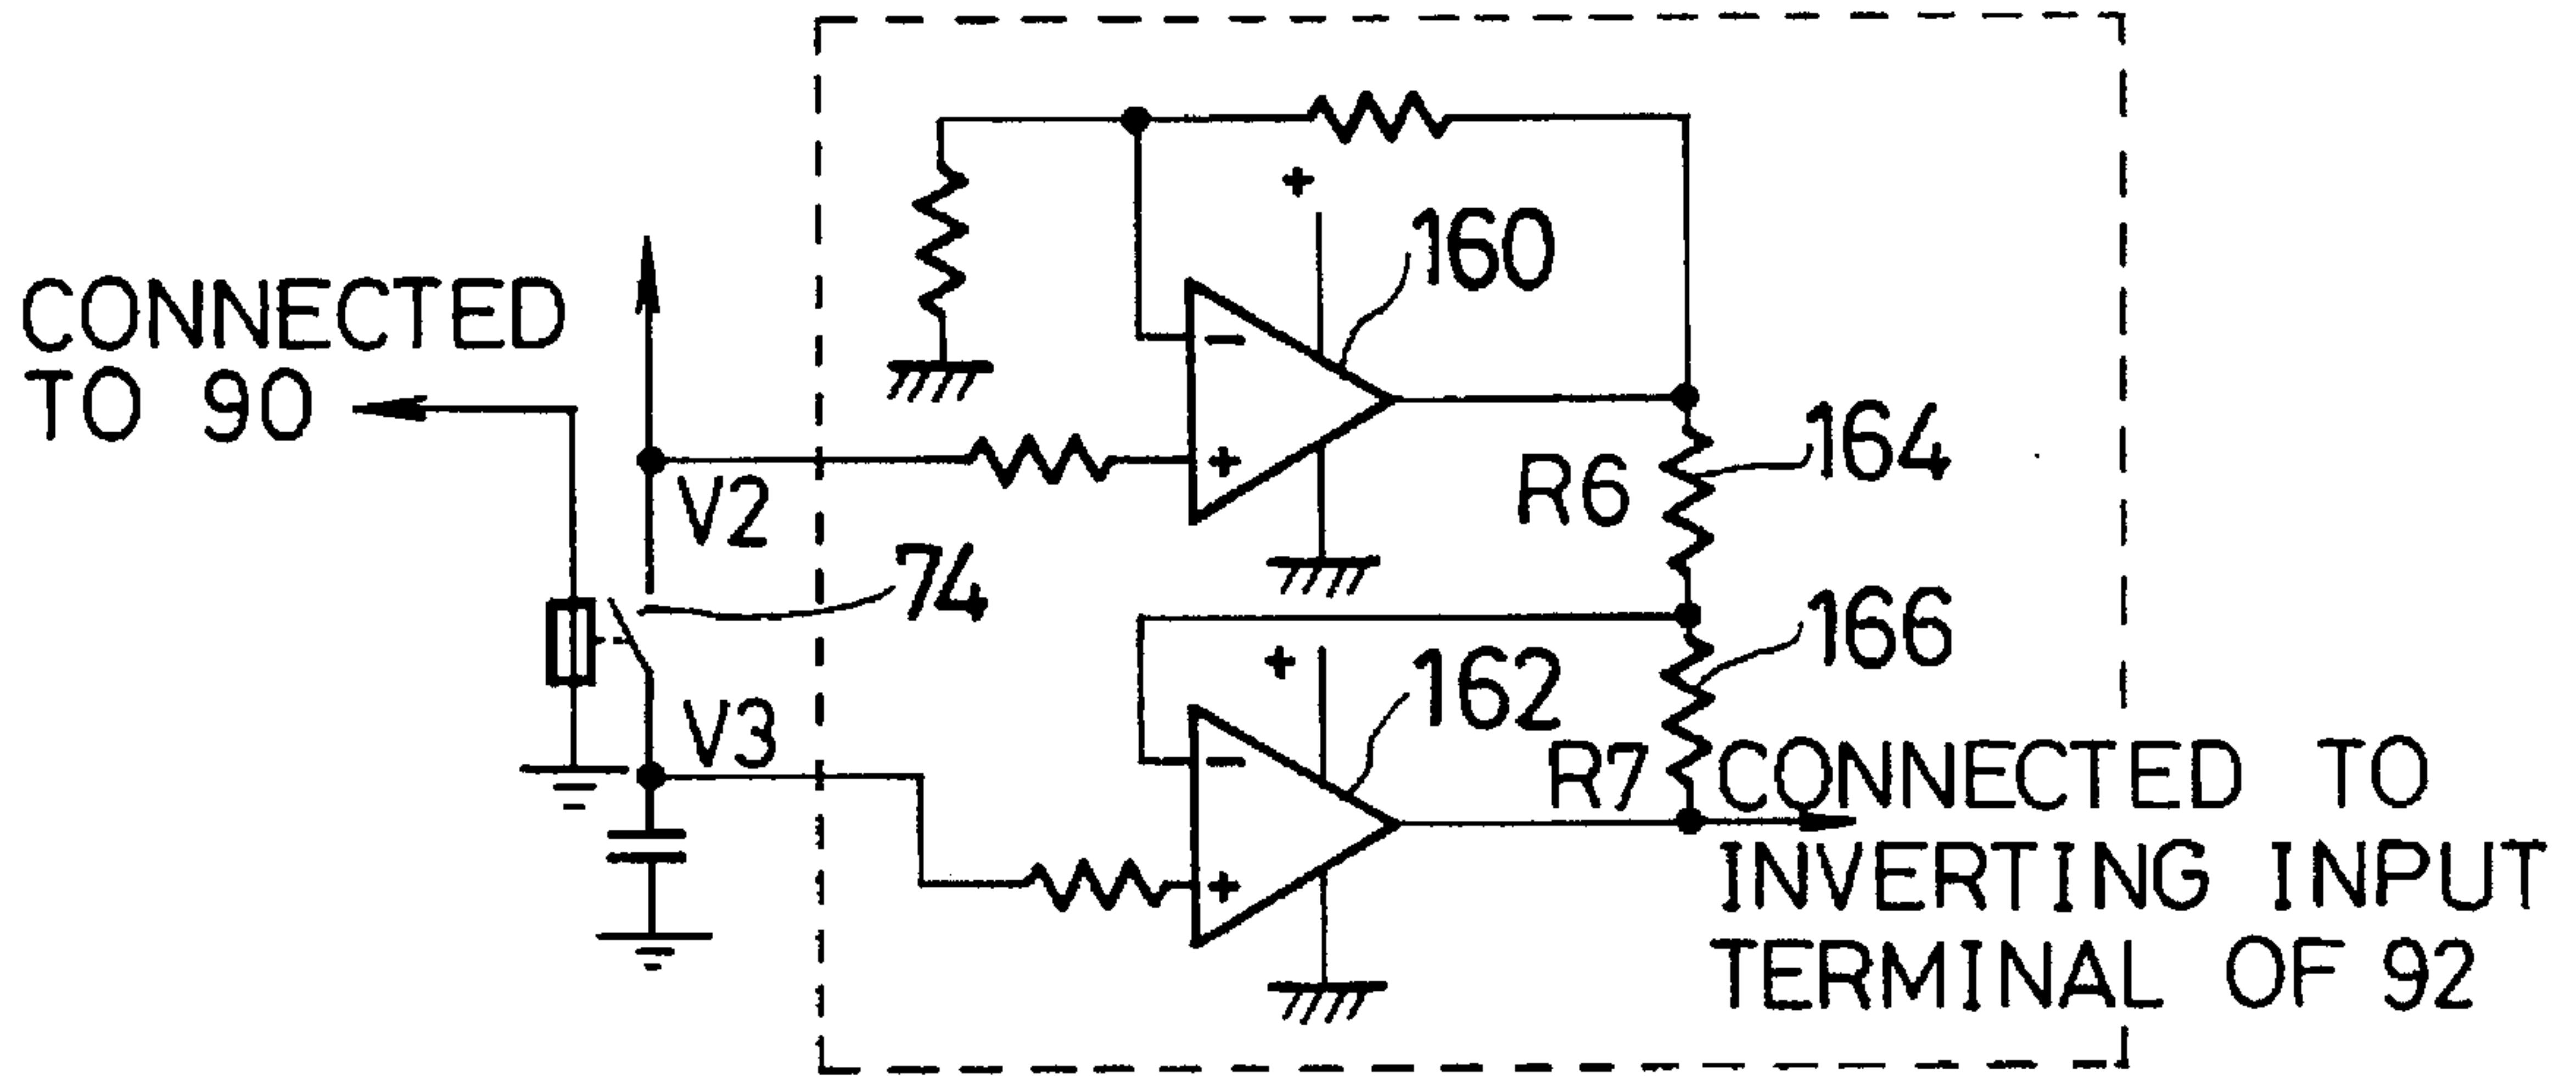 CONNECTED
TO 90
V2
74
V3
+
160
-
+
R6
164
+
162
-
+
166
R7
CONNECTED TO
INVERTING INPUT
TERMINAL OF 92